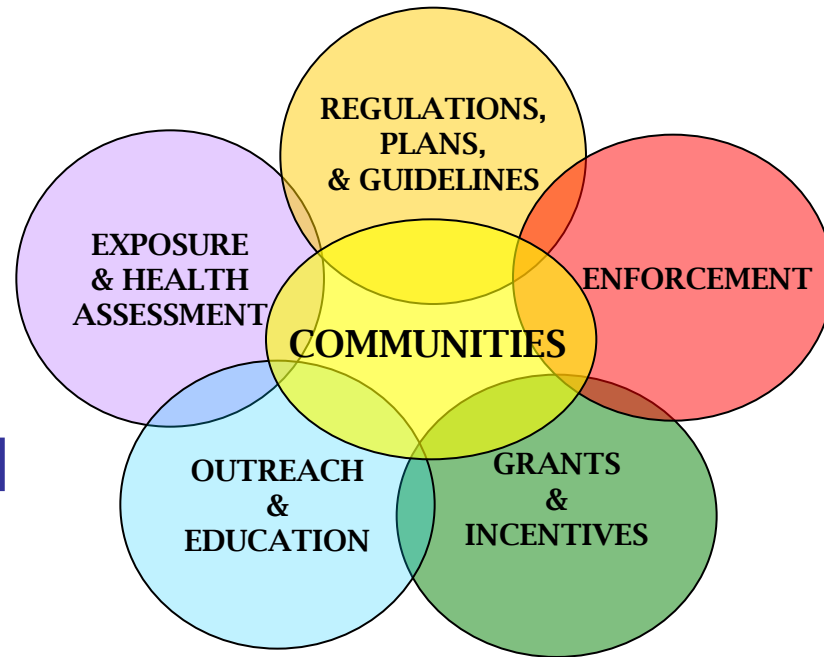 REGULATIONS,
PLANS,
& GUIDELINES
EXPOSURE
& HEALTH
ASSESSMENT
ENFORCEMENT
COMMUNITIES
OUTREACH
&
EDUCATION
GRANTS
&
INCENTIVES